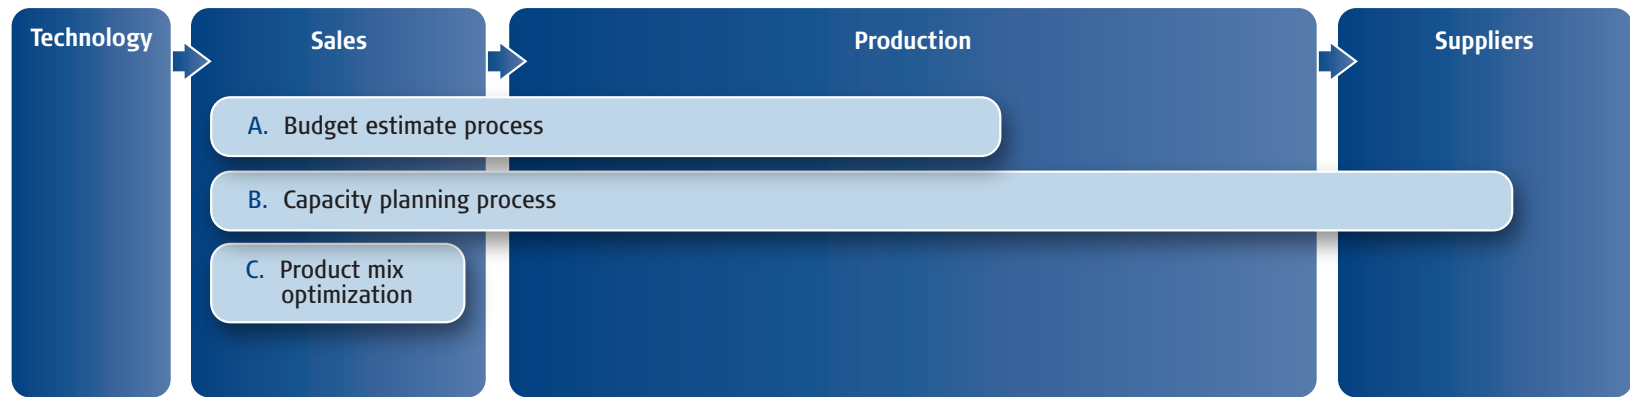 Technology
Sales
Production
Suppliers
A. Budget estimate process
B. Capacity planning process
C. Product mix
optimization